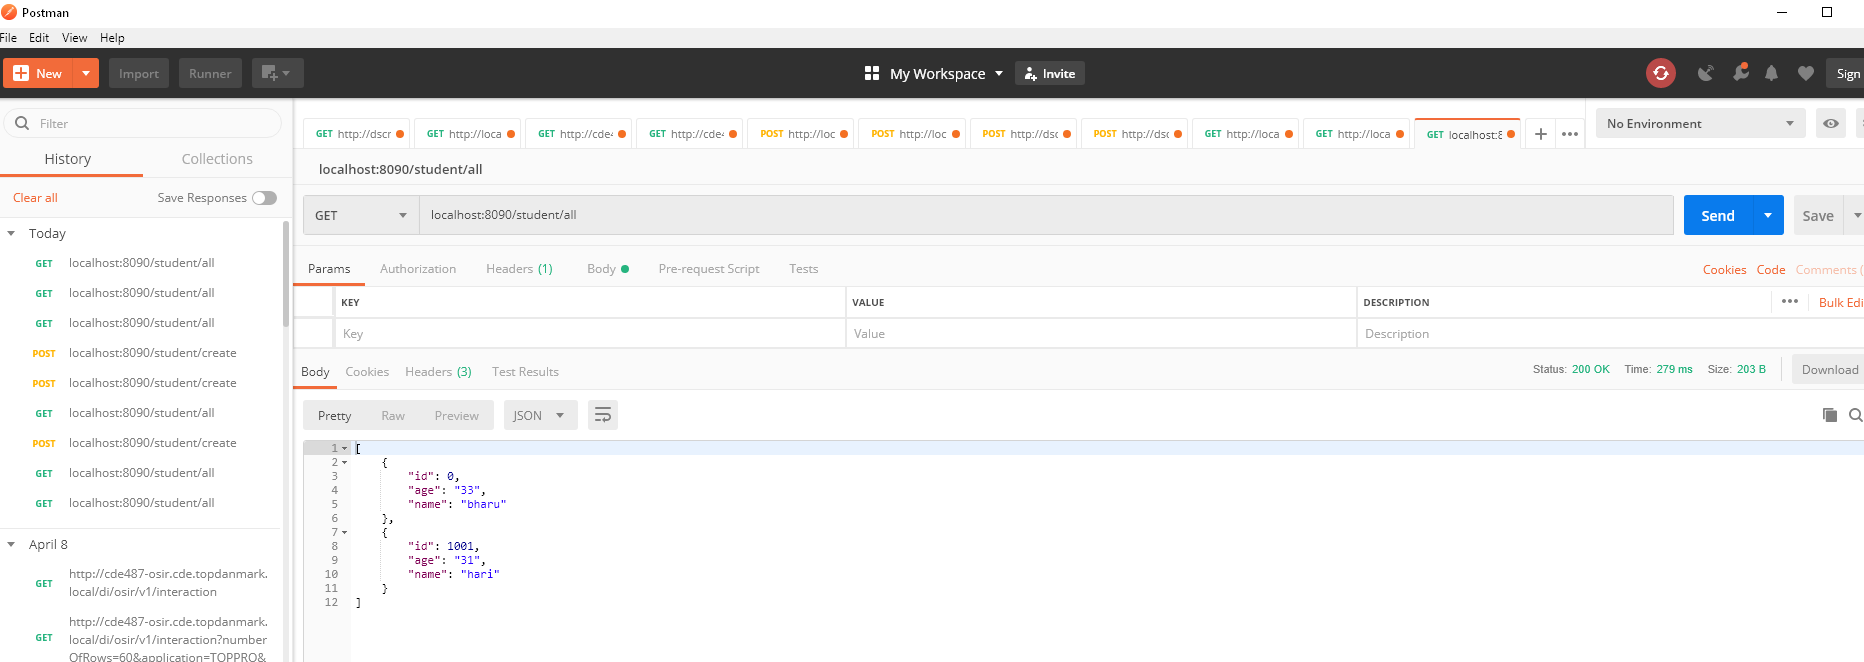 Postman
File Edit View Help
New Import Runner My Workspace Invite Sign
Filter
History Collections
Clear all Save Responses
Today
GET localhost:8090/student/all
GET localhost:8090/student/all
GET localhost:8090/student/all
POST localhost:8090/student/create
POST localhost:8090/student/create
GET localhost:8090/student/all
POST localhost:8090/student/create
GET localhost:8090/student/all
GET localhost:8090/student/all
April 8
GET http://cde487-osir.cde.topdanmark.
local/di/osir/v1/interaction
GET http://cde487-osir.cde.topdanmark.
local/di/osir/v1/interaction?number
OfRows=60&application=TOPPRO&
GET http://dscr GET http://loca GET http://cde4 GET http://cde4 POST http://loc POST http://loc POST http://dsc POST http://dsc GET http://loca GET http://loca GET localhost:8 + ••• No Environment
localhost:8090/student/all
GET localhost:8090/student/all Send Save
Params Authorization Headers (1) Body Pre-request Script Tests Cookies Code Comments (
KEY VALUE DESCRIPTION ••• Bulk Edi
Key Value Description
Body Cookies Headers (3) Test Results Status: 200 OK Time: 279 ms Size: 203 B Download
Pretty Raw Preview JSON
1 [
2 {
3 "id": 0,
4 "age": "33",
5 "name": "bharu"
6 },
7 {
8 "id": 1001,
9 "age": "31",
10 "name": "hari"
11 }
12 ]